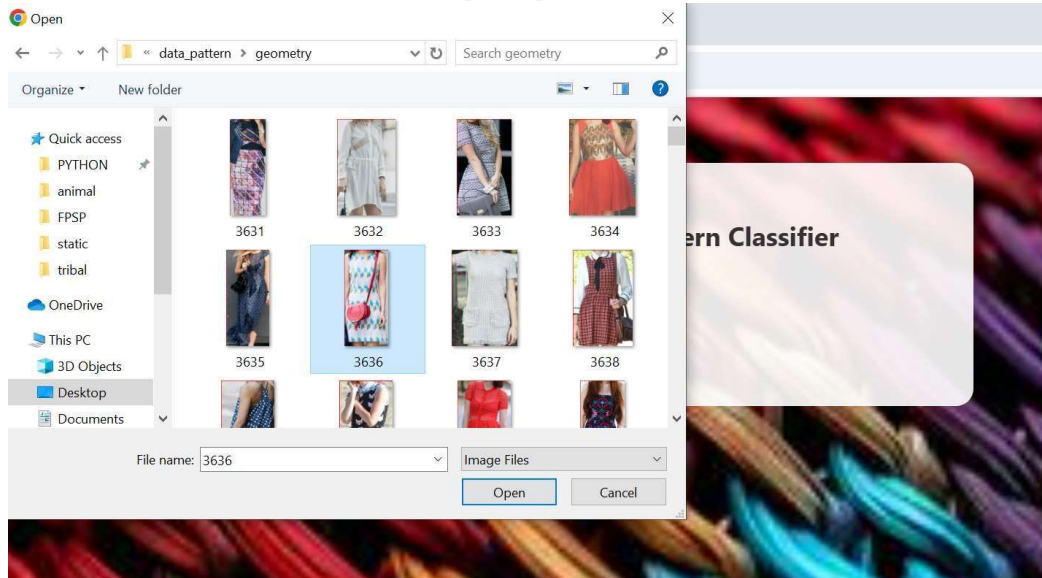 Open
« data_pattern > geometry
Search geometry
Organize
New folder
Quick access
PYTHON
animal
FPSP
static
tribal
OneDrive
This PC
3D Objects
Desktop
Documents
3631 3632 3633 3634
3635 3636 3637 3638
ern Classifier
File name: 3636
Image Files
Open Cancel